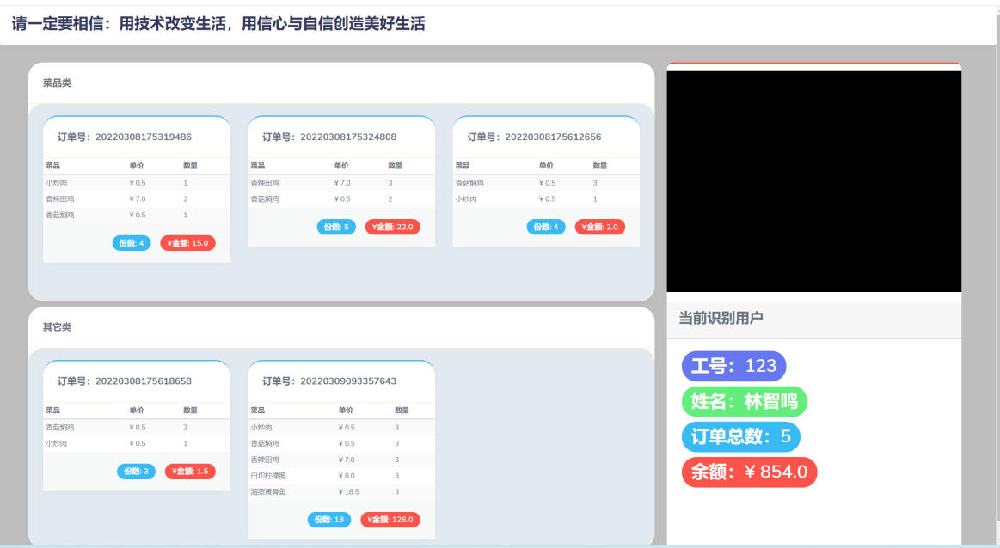 请一定要相信：用技术改变生活，用信心与自信创造美好生活
菜品类
订单号：20220308175319486
菜品 单价 数量
小炒肉 ¥ 0.5 1
香辣田鸡 ¥ 7.0 2
香菇焖鸡 ¥ 0.5 1
份数: 4 ¥金额: 15.0
订单号：20220308175324808
菜品 单价 数量
香辣田鸡 ¥ 7.0 3
香菇焖鸡 ¥ 0.5 2
份数: 5 ¥金额: 22.0
订单号：20220308175612656
菜品 单价 数量
香菇焖鸡 ¥ 0.5 3
小炒肉 ¥ 0.5 1
份数: 4 ¥金额: 2.0
其它类
订单号：20220308175618658
菜品 单价 数量
香菇焖鸡 ¥ 0.5 2
小炒肉 ¥ 0.5 1
份数: 3 ¥金额: 1.5
订单号：20220309093357643
菜品 单价 数量
小炒肉 ¥ 0.5 3
香菇焖鸡 ¥ 0.5 3
香辣田鸡 ¥ 7.0 3
白切柠檬鹅 ¥ 8.0 3
清蒸黄骨鱼 ¥ 18.5 3
份数: 18 ¥金额: 126.0
当前识别用户
工号：123
姓名：林智鸣
订单总数：5
余额：¥ 854.0